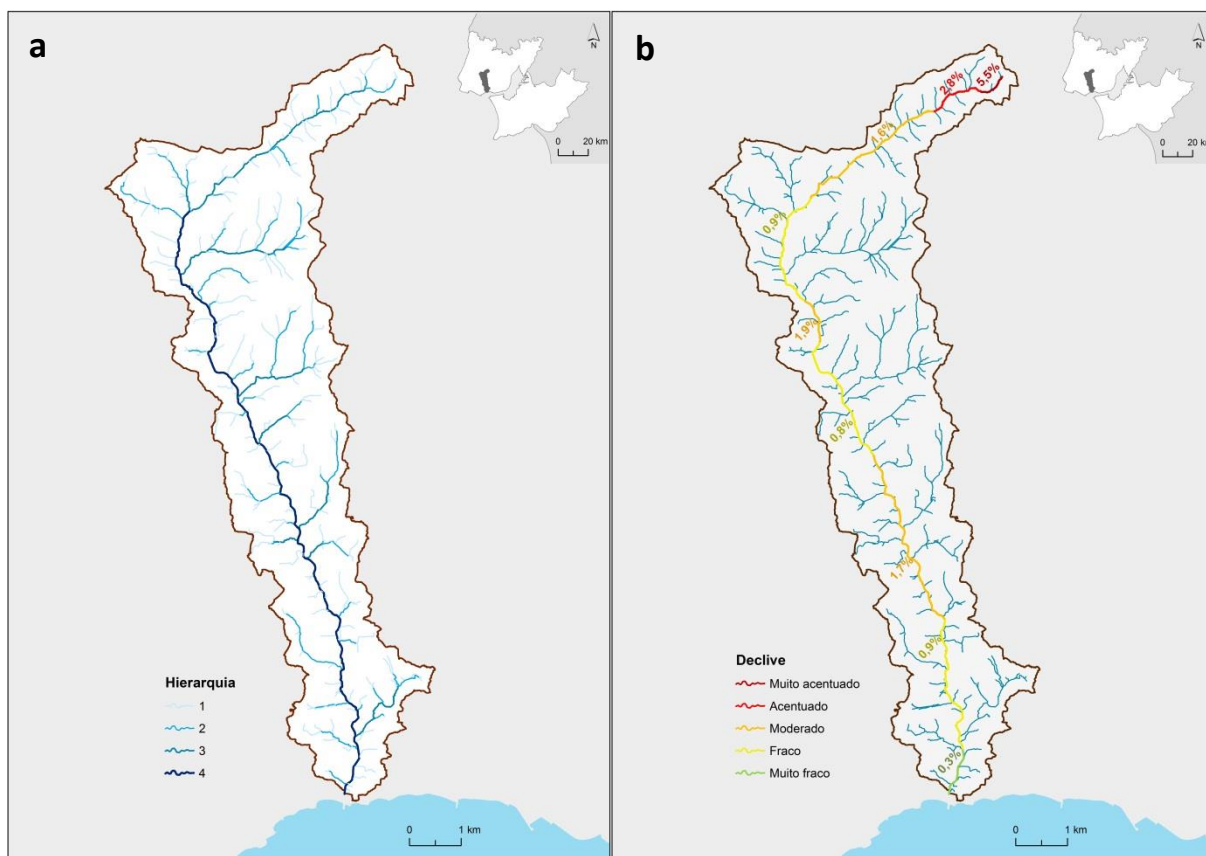 a
N
0 20 km
Hierarquia
1
2
3
4
0 1 km
b
N
0 20 km
5,5%
2,8%
1,6%
0,9%
1,9%
0,8%
1,7%
0,9%
0,3%
Declive
Muito acentuado
Acentuado
Moderado
Fraco
Muito fraco
0 1 km